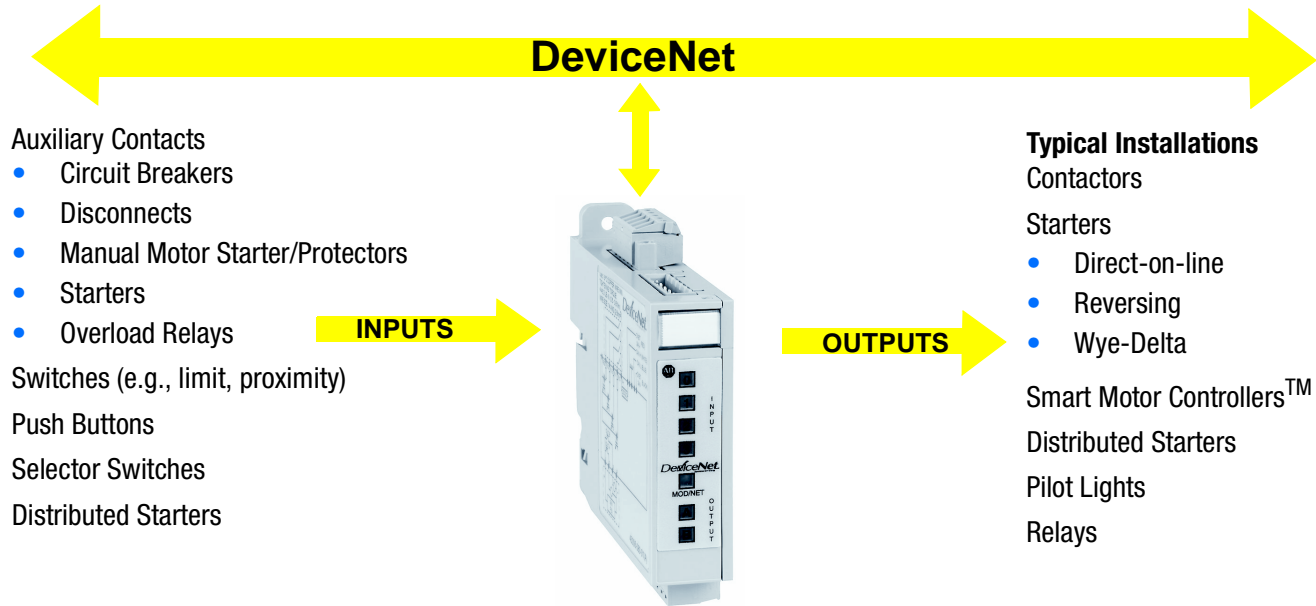 DeviceNet
Auxiliary Contacts
• Circuit Breakers
• Disconnects
• Manual Motor Starter/Protectors
• Starters
• Overload Relays
Switches (e.g., limit, proximity)
Push Buttons
Selector Switches
Distributed Starters
INPUTS
DeviceNet
AB
INPUT
DeviceNet
MOD/NET
OUTPUT
OUTPUTS
Typical Installations
Contactors
Starters
• Direct-on-line
• Reversing
• Wye-Delta
Smart Motor Controllers™
Distributed Starters
Pilot Lights
Relays